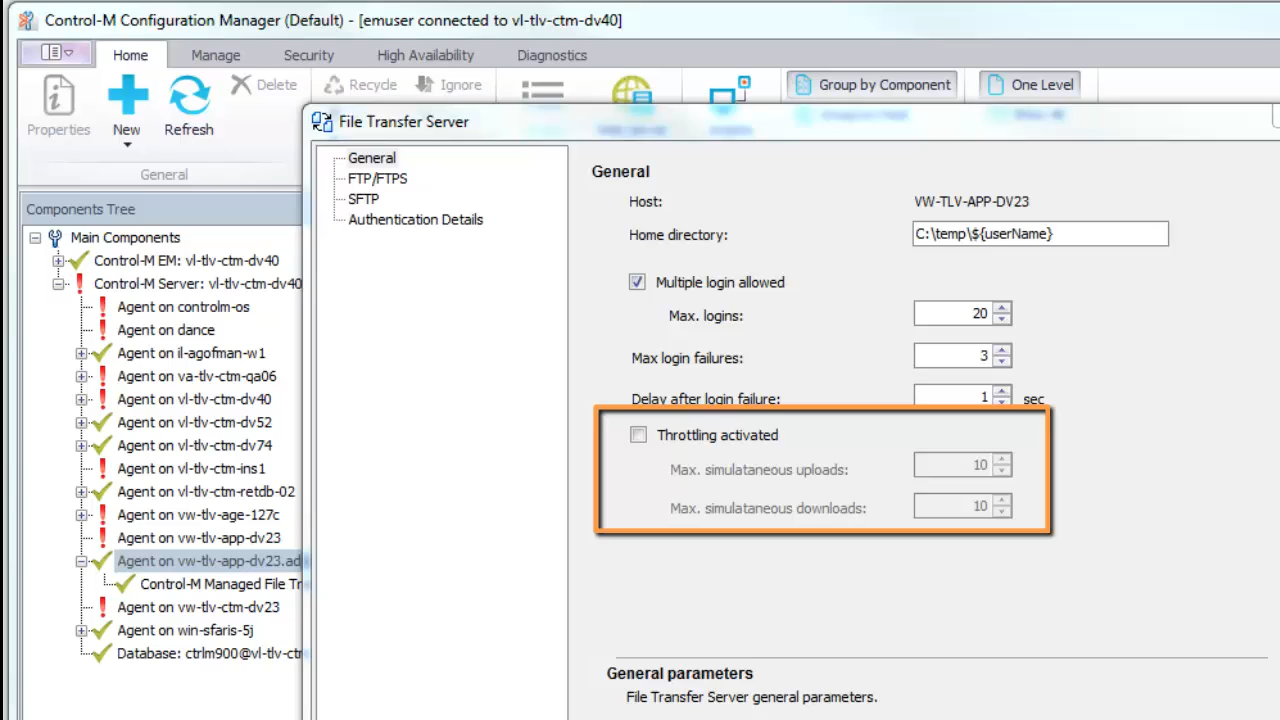 Control-M Configuration Manager (Default) - [emuser connected to vl-tlv-ctm-dv40]
Home Manage Security High Availability Diagnostics
Delete Recycle Ignore Group by Component One Level
Properties New Refresh
General
File Transfer Server
Components Tree
Main Components
Control-M EM: vl-tlv-ctm-dv40
Control-M Server: vl-tlv-ctm-dv40
Agent on controlm-os
Agent on dance
Agent on il-agofman-w1
Agent on va-tlv-ctm-qa06
Agent on vl-tlv-ctm-dv40
Agent on vl-tlv-ctm-dv52
Agent on vl-tlv-ctm-dv74
Agent on vl-tlv-ctm-ins1
Agent on vl-tlv-ctm-retdb-02
Agent on vw-tlv-age-127c
Agent on vw-tlv-app-dv23
Agent on vw-tlv-app-dv23.ad
Control-M Managed File Tr
Agent on vw-tlv-ctm-dv23
Agent on win-sfaris-5j
Database: ctrlm900@vl-tlv-ctr
General
FTP/FTPS
SFTP
Authentication Details
General
Host: VW-TLV-APP-DV23
Home directory: C:\temp\${userName}
Multiple login allowed
Max. logins: 20
Max login failures: 3
Delay after login failure: 1 sec
Throttling activated
Max. simulataneous uploads: 10
Max. simulataneous downloads: 10
General parameters
File Transfer Server general parameters.